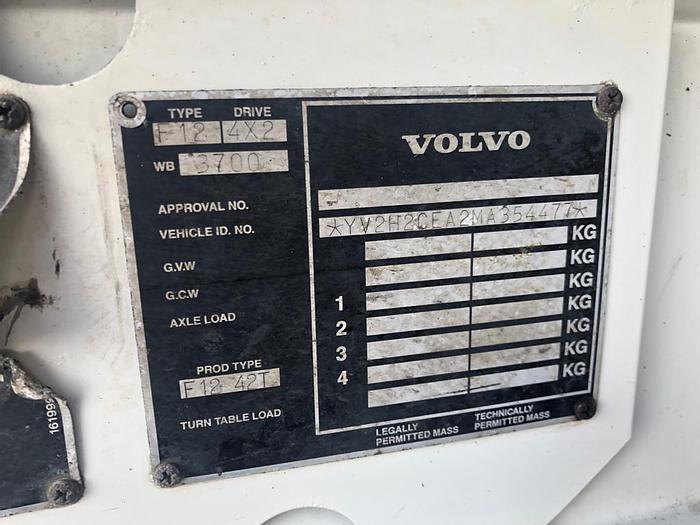 TYPE DRIVE
F12 4X2
WB 3700
VOLVO
APPROVAL NO.
VEHICLE ID. NO. *YV2H2CEA2MA354477*
G.V.W KG
G.C.W KG
AXLE LOAD KG
1 KG
2 KG
3 KG
4 KG
PROD TYPE
F12 42T
TURN TABLE LOAD
LEGALLY PERMITTED MASS
TECHNICALLY PERMITTED MASS